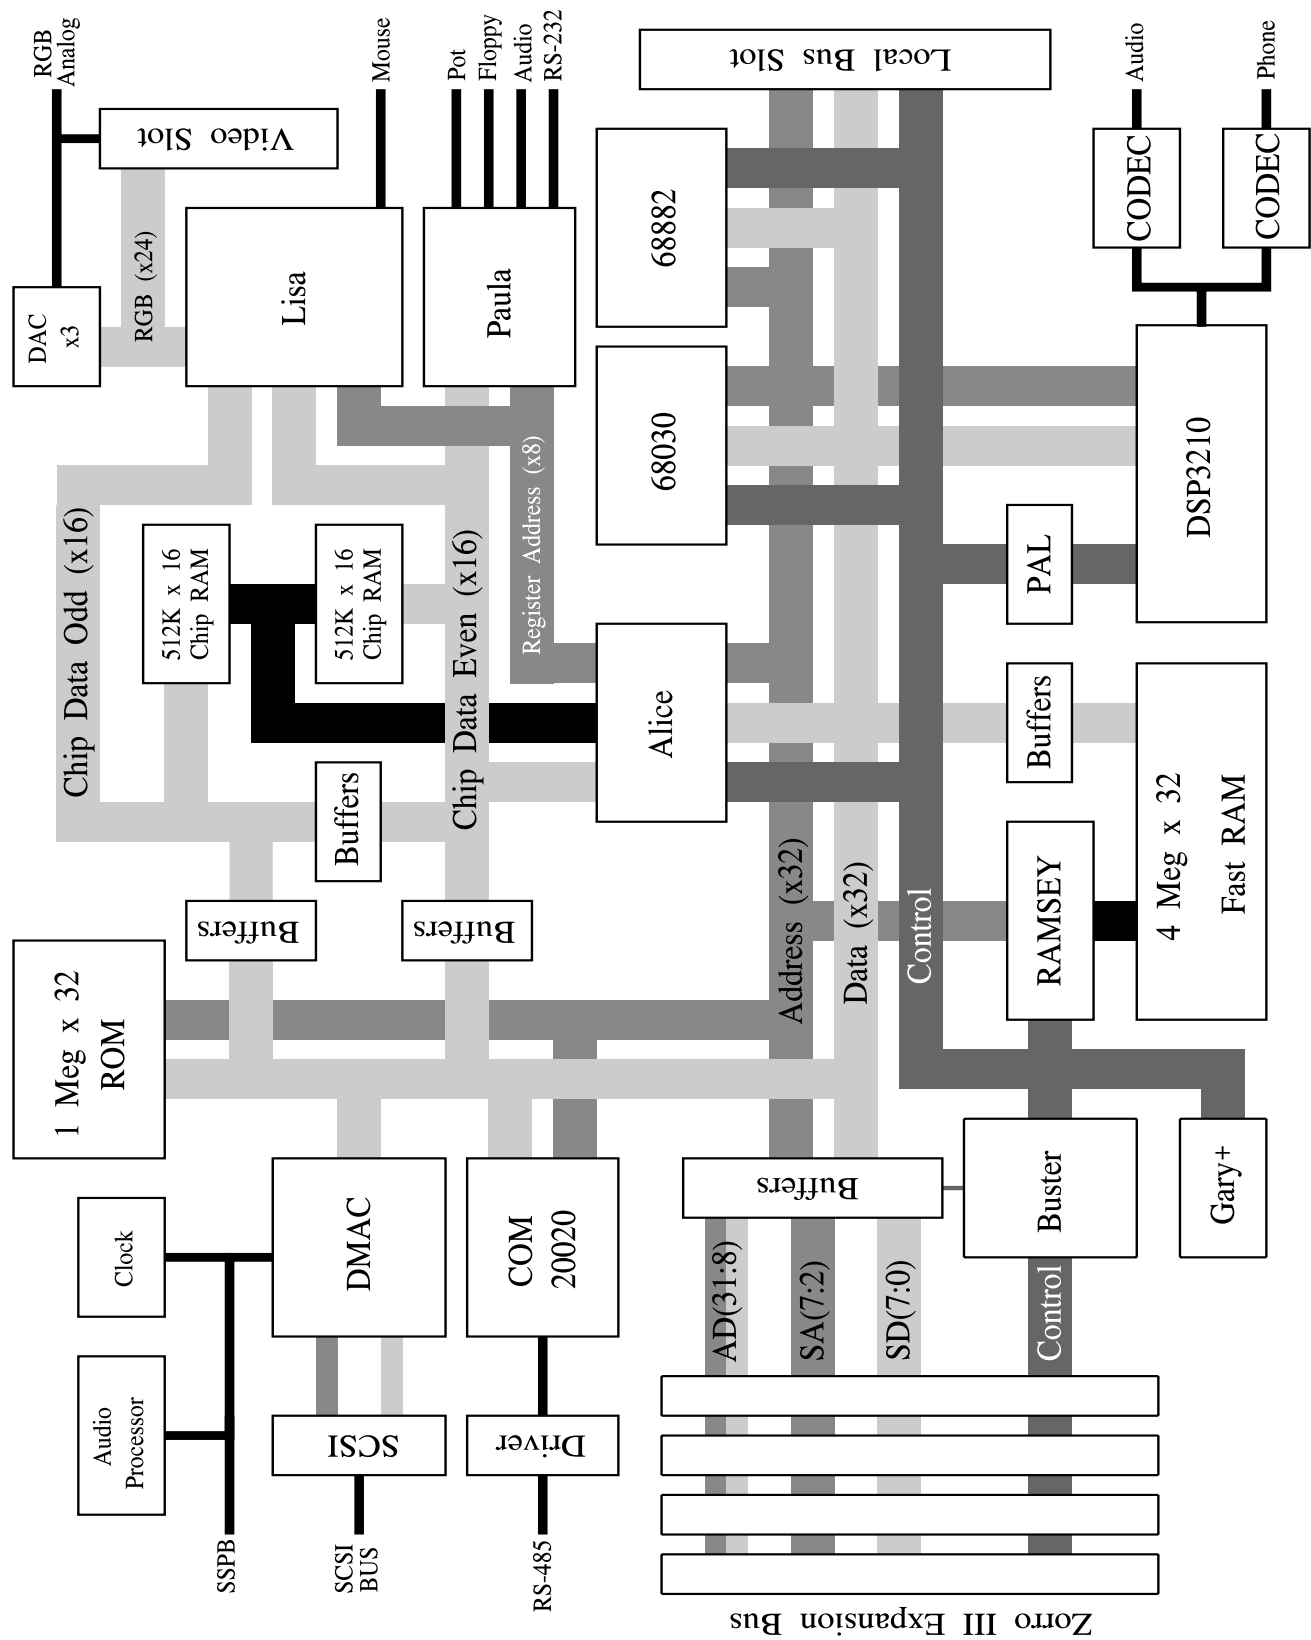 RGB
Analog
Mouse
Pot
Floppy
Audio
RS-232
Local Bus Slot
Audio
Phone
Video Slot
CODEC
CODEC
DAC
x3
RGB (x24)
Lisa
Paula
68882
68030
DSP3210
PAL
Chip Data Odd (x16)
512K x 16
Chip RAM
512K x 16
Chip RAM
Chip Data Even (x16)
Register Address (x8)
Alice
Buffers
Buffers
4 Meg x 32
Fast RAM
RAMSEY
Address (x32)
Data (x32)
Control
Buffers
Buffers
1 Meg x 32
ROM
Clock
DMAC
COM
20020
Buffers
Buster
Gary+
Audio
Processor
SCSI
Driver
AD(31:8)
SA(7:2)
SD(7:0)
Control
SSPB
SCSI
BUS
RS-485
Zorro III Expansion
Bus